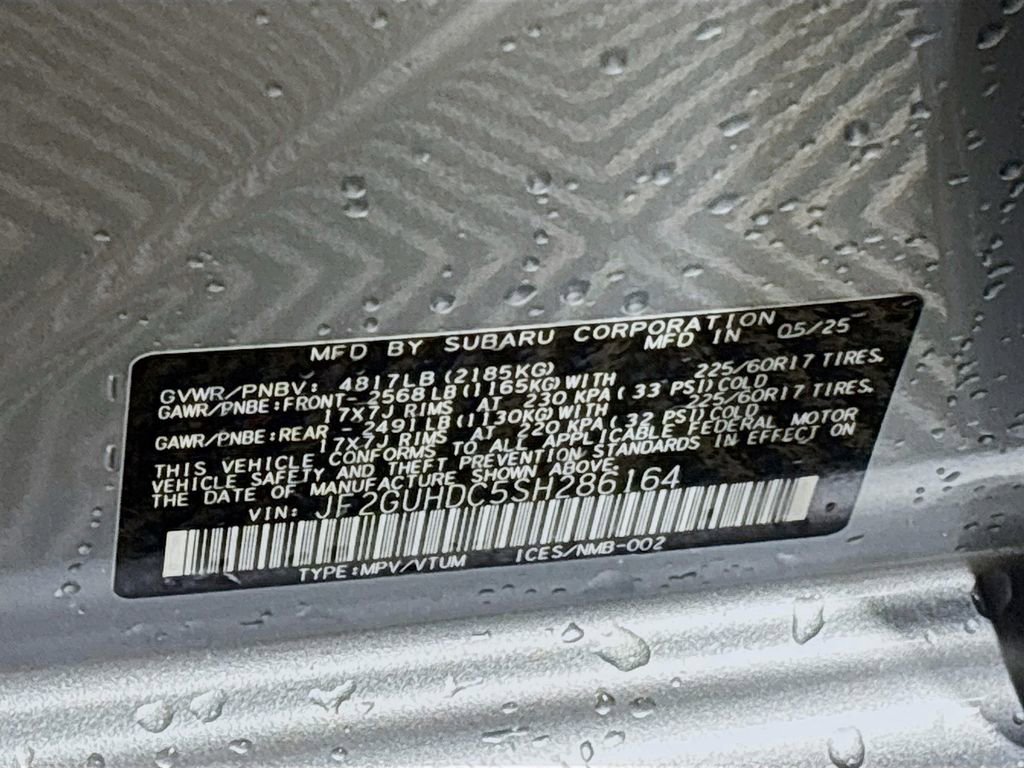 MFD BY SUBARU CORPORATION
MFD IN 05/25
GVWR/PNBV: 4817LB (2185KG)
GAWR/PNBE:FRONT- 2568LB(1165KG)WITH 225/60R17 TIRES.
17X7J RIMS AT 230 KPA(33 PSI)COLD
GAWR/PNBE:REAR - 2491LB(1130KG)WITH 225/60R17 TIRES.
17X7J RIMS AT 220 KPA(32 PSI)COLD
THIS VEHICLE CONFORMS TO ALL APPLICABLE FEDERAL MOTOR
VEHICLE SAFETY AND THEFT PREVENTION STANDARDS IN EFFECT ON
THE DATE OF MANUFACTURE SHOWN ABOVE.
VIN: JF2GUHDC5SH286164
TYPE:MPV/VTUM ICES/NMB-002